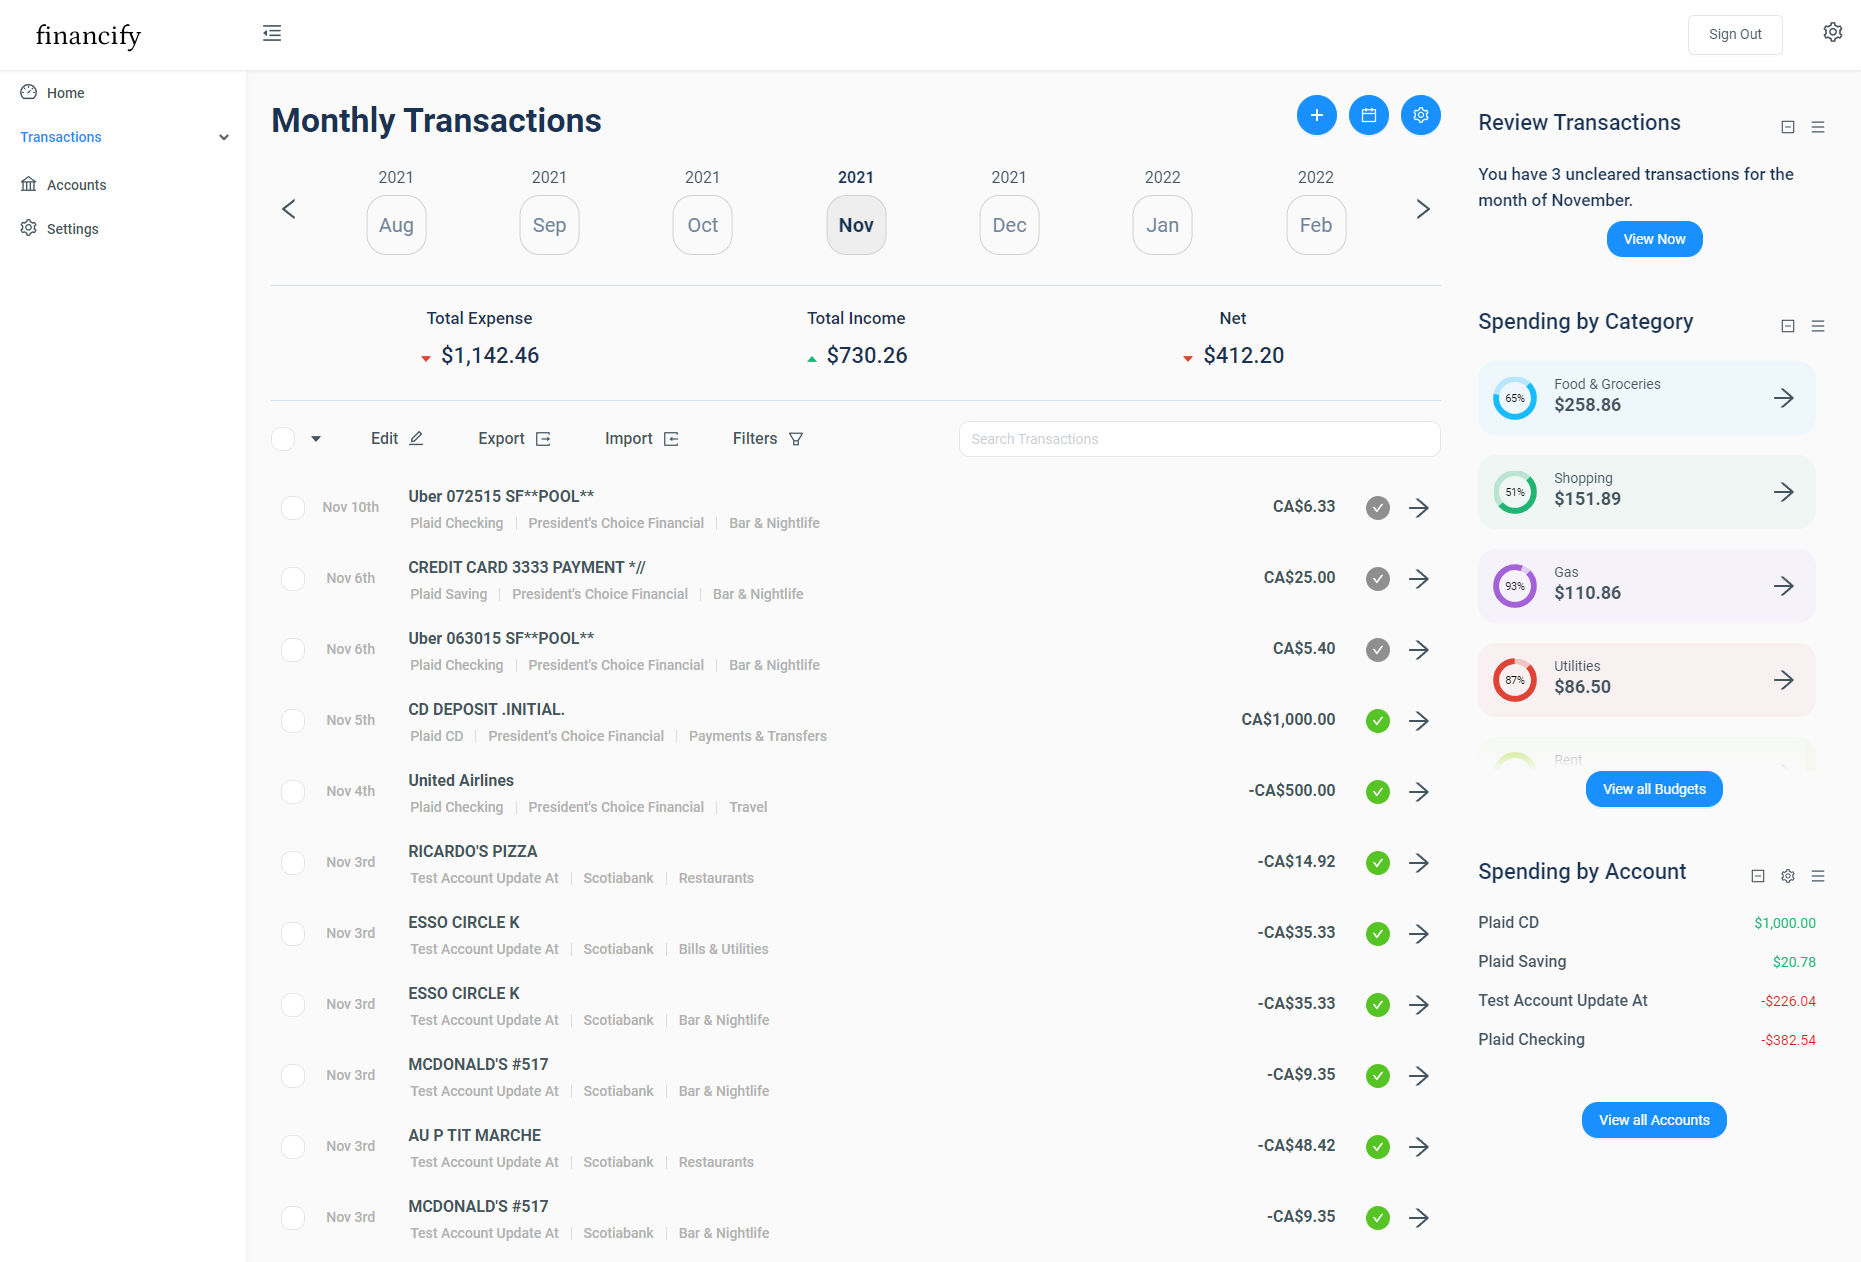 financify
Sign Out
Home
Transactions
Accounts
Settings
Monthly Transactions
2021 2021 2021 2021 2021 2022 2022
Aug Sep Oct Nov Dec Jan Feb
Total Expense Total Income Net
$1,142.46 $730.26 $412.20
Edit Export Import Filters Search Transactions
Uber 072515 SF**POOL**
Nov 10th CA$6.33
Plaid Checking President's Choice Financial Bar & Nightlife
CREDIT CARD 3333 PAYMENT *//
Nov 6th CA$25.00
Plaid Saving President's Choice Financial Bar & Nightlife
Uber 063015 SF**POOL**
Nov 6th CA$5.40
Plaid Checking President's Choice Financial Bar & Nightlife
CD DEPOSIT .INITIAL.
Nov 5th CA$1,000.00
Plaid CD President's Choice Financial Payments & Transfers
United Airlines
Nov 4th -CA$500.00
Plaid Checking President's Choice Financial Travel
RICARDO'S PIZZA
Nov 3rd -CA$14.92
Test Account Update At Scotiabank Restaurants
ESSO CIRCLE K
Nov 3rd -CA$35.33
Test Account Update At Scotiabank Bills & Utilities
ESSO CIRCLE K
Nov 3rd -CA$35.33
Test Account Update At Scotiabank Bar & Nightlife
MCDONALD'S #517
Nov 3rd -CA$9.35
Test Account Update At Scotiabank Bar & Nightlife
AU P TIT MARCHE
Nov 3rd -CA$48.42
Test Account Update At Scotiabank Restaurants
MCDONALD'S #517
Nov 3rd -CA$9.35
Test Account Update At Scotiabank Bar & Nightlife
Review Transactions
You have 3 uncleared transactions for the
month of November.
View Now
Spending by Category
Food & Groceries
65% $258.86
Shopping
51% $151.89
Gas
93% $110.86
Utilities
87% $86.50
Rent
View all Budgets
Spending by Account
Plaid CD $1,000.00
Plaid Saving $20.78
Test Account Update At -$226.04
Plaid Checking -$382.54
View all Accounts